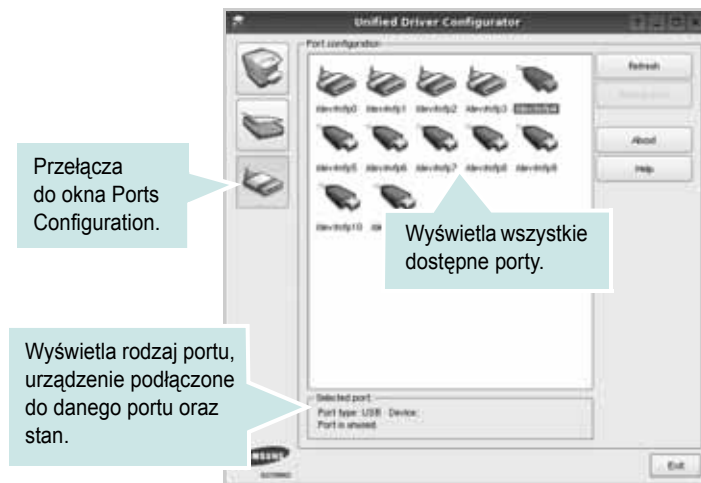 Unified Driver Configurator
Port configuration
Refresh
/dev/mfp0 /dev/mfp1 /dev/mfp2 /dev/mfp3 /dev/mfp4
About
Help
/dev/mfp5 /dev/mfp6 /dev/mfp7 /dev/mfp8 /dev/mfp9
/dev/mfp10
Przełącza
do okna Ports
Configuration.
Wyświetla wszystkie
dostępne porty.
Wyświetla rodzaj portu,
urządzenie podłączone
do danego portu oraz
stan.
Selected port:
Port type: USB Device:
Port is unused.
Exit